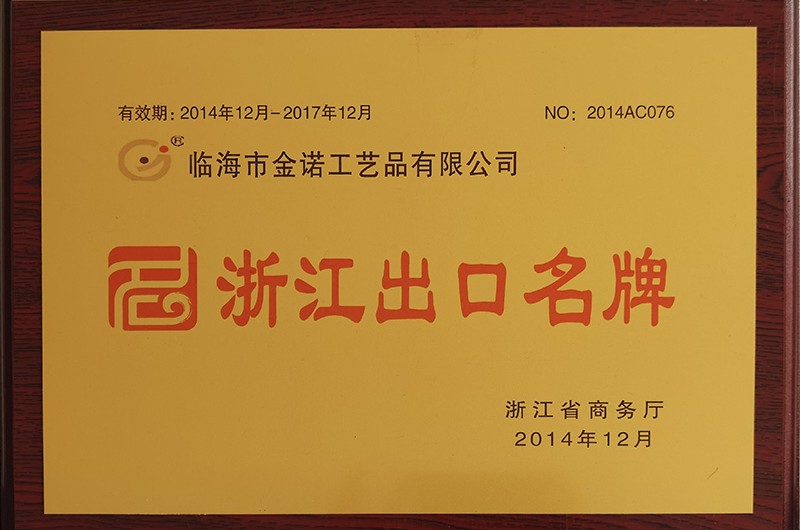 有效期：2014年12月－2017年12月 NO：2014AC076
® 临海市金诺工艺品有限公司
浙江出口名牌
浙江省商务厅
2014年12月